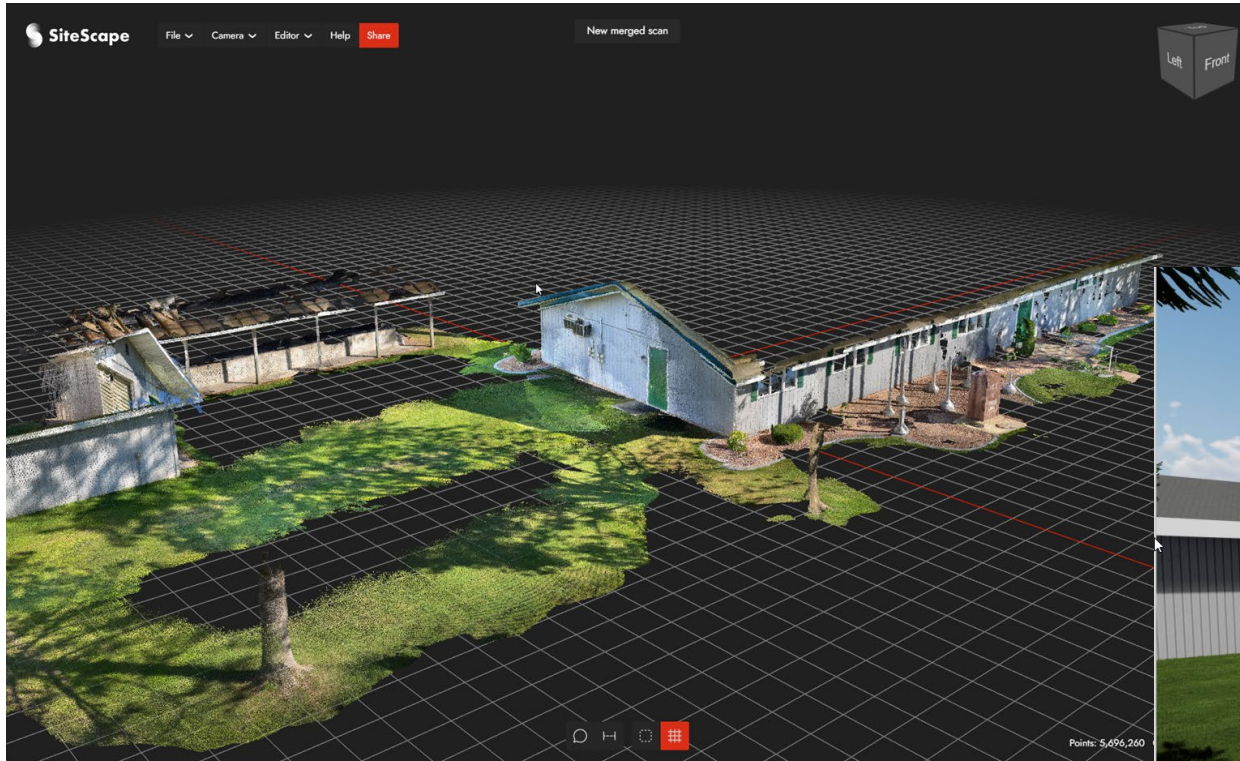 SiteScape File Camera Editor Help Share New merged scan
Left Front
Points: 5,696,260